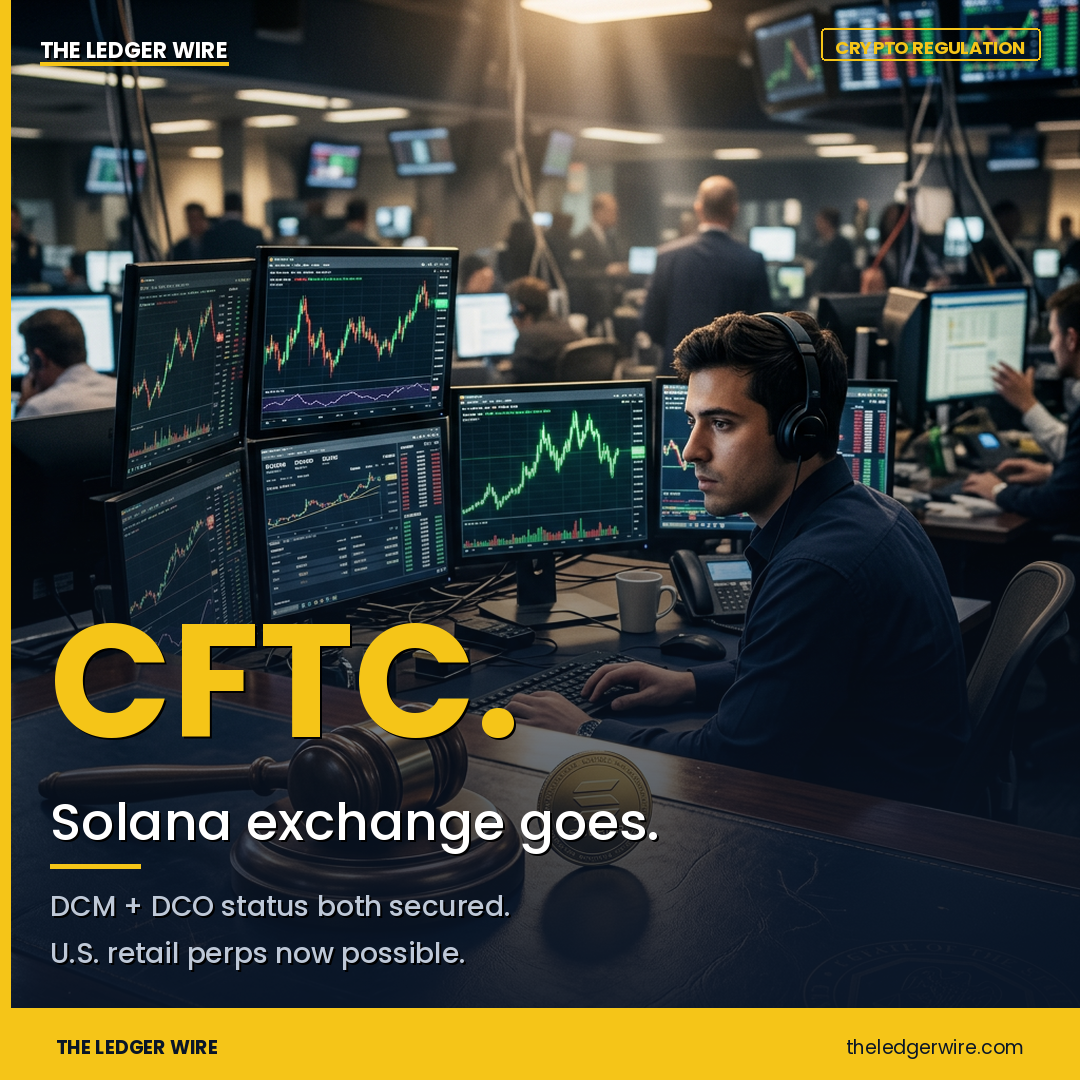 THE LEDGER WIRE
CRYPTO REGULATION
CFTC.
Solana exchange goes.
DCM + DCO status both secured.
U.S. retail perps now possible.
THE LEDGER WIRE
theledgerwire.com